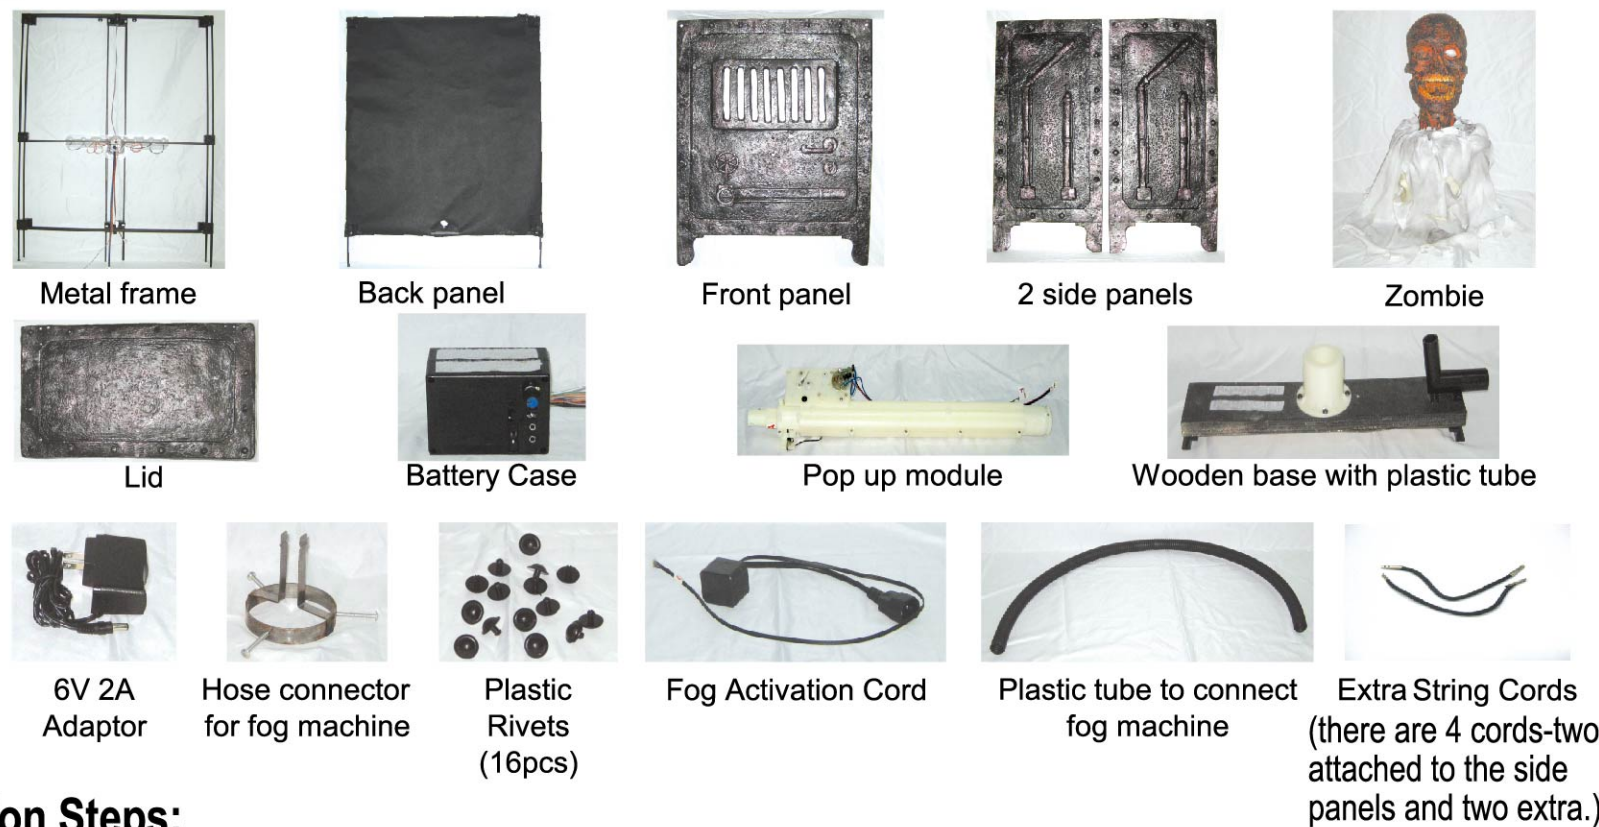 Metal frame
Back panel
Front panel
2 side panels
Zombie
Lid
Battery Case
Pop up module
Wooden base with plastic tube
6V 2A
Adaptor
Hose connector
for fog machine
Plastic
Rivets
(16pcs)
Fog Activation Cord
Plastic tube to connect
fog machine
Extra String Cords
(there are 4 cords-two
attached to the side
panels and two extra.)
on Steps: